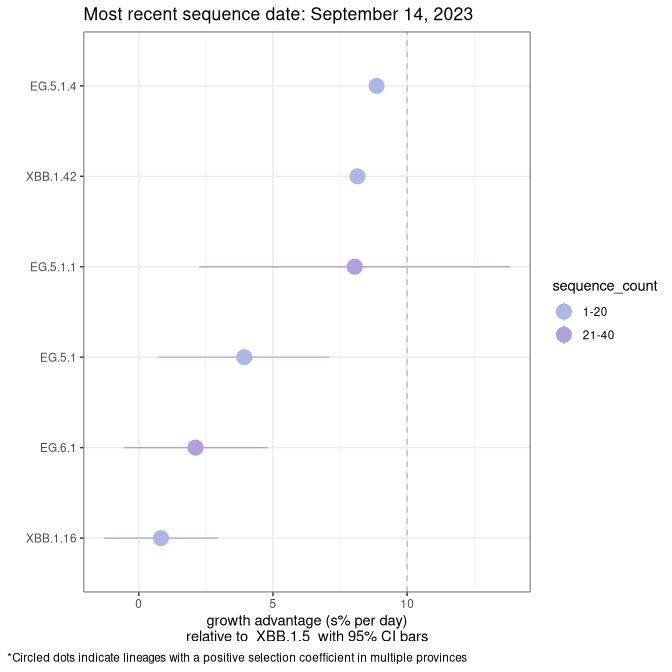 Most recent sequence date: September 14, 2023
EG.5.1.4
XBB.1.42
EG.5.1.1
EG.5.1
EG.6.1
XBB.1.16
0 5 10
growth advantage (s% per day)
relative to XBB.1.5 with 95% CI bars
sequence_count
1-20
21-40
*Circled dots indicate lineages with a positive selection coefficient in multiple provinces